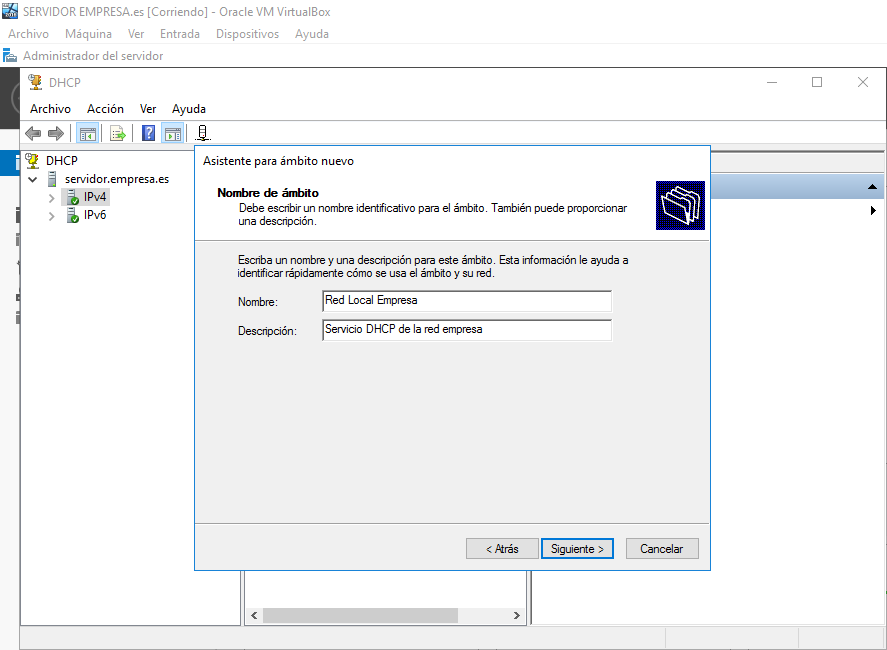 SERVIDOR EMPRESA.es [Corriendo] - Oracle VM VirtualBox
Archivo Máquina Ver Entrada Dispositivos Ayuda
Administrador del servidor
DHCP
Archivo Acción Ver Ayuda
DHCP
servidor.empresa.es
IPv4
IPv6
Asistente para ámbito nuevo
Nombre de ámbito
Debe escribir un nombre identificativo para el ámbito. También puede proporcionar
una descripción.
Escriba un nombre y una descripción para este ámbito. Esta información le ayuda a
identificar rápidamente cómo se usa el ámbito y su red.
Nombre: Red Local Empresa
Descripción: Servicio DHCP de la red empresa
< Atrás Siguiente > Cancelar